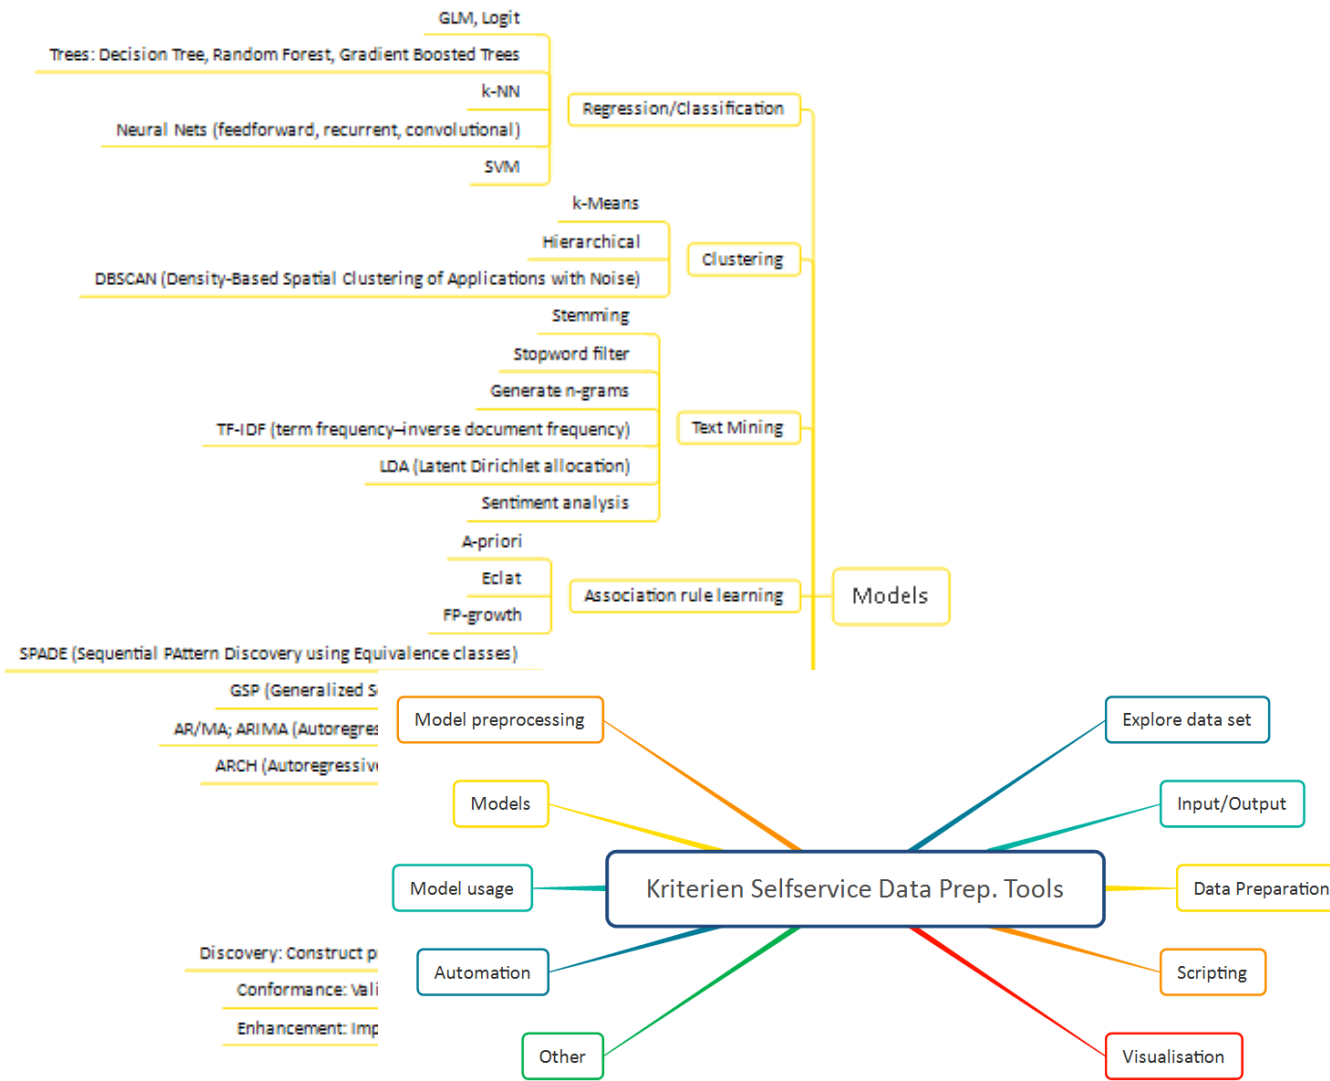 GLM, Logit
Trees: Decision Tree, Random Forest, Gradient Boosted Trees
k-NN
Neural Nets (feedforward, recurrent, convolutional)
SVM
Regression/Classification
k-Means
Hierarchical
DBSCAN (Density-Based Spatial Clustering of Applications with Noise)
Clustering
Stemming
Stopword filter
Generate n-grams
TF-IDF (term frequency–inverse document frequency)
LDA (Latent Dirichlet allocation)
Sentiment analysis
Text Mining
A-priori
Eclat
FP-growth
Association rule learning
Models
SPADE (Sequential PAttern Discovery using Equivalence classes)
GSP (Generalized
AR/MA; ARIMA
ARCH
Discovery: Construct
Conformance:
Enhancement:
Model preprocessing
Models
Model usage
Automation
Other
Kriterien Selfservice Data Prep. Tools
Explore data set
Input/Output
Data Preparation
Scripting
Visualisation